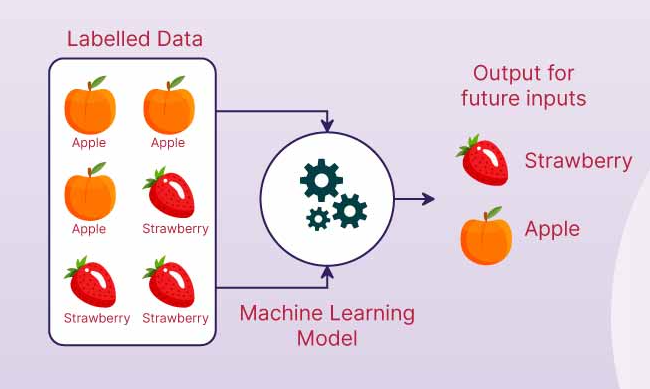 Labelled Data
Apple Apple
Apple Strawberry
Strawberry Strawberry
Machine Learning
Model
Output for
future inputs
Strawberry
Apple